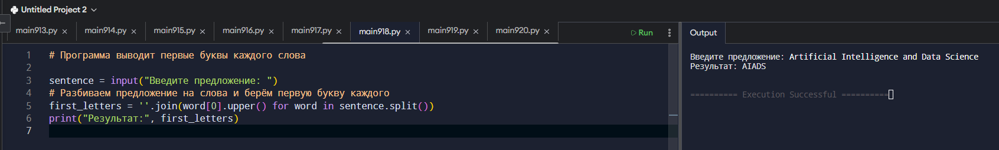 Untitled Project 2
main913.py × main914.py × main915.py × main916.py × main917.py × main918.py × main919.py × main920.py × Run
1 # Программа выводит первые буквы каждого слова
2
3 sentence = input("Введите предложение: ")
4 # Разбиваем предложение на слова и берём первую букву каждого
5 first_letters = ''.join(word[0].upper() for word in sentence.split())
6 print("Результат:", first_letters)
7
Output
Введите предложение: Artificial Intelligence and Data Science
Результат: AIADS
========== Execution Successful ==========